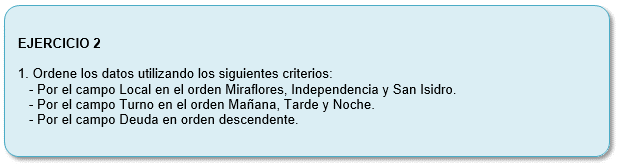 EJERCICIO 2
1. Ordene los datos utilizando los siguientes criterios:
- Por el campo Local en el orden Miraflores, Independencia y San Isidro.
- Por el campo Turno en el orden Mañana, Tarde y Noche.
- Por el campo Deuda en orden descendente.